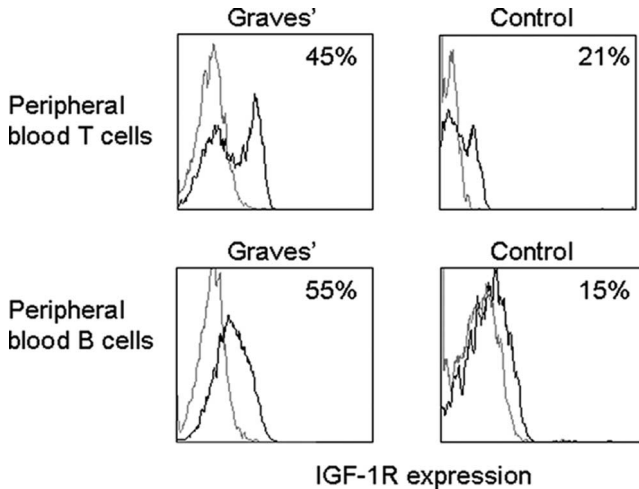 Graves’ Control
45% 21%
Peripheral
blood T cells
Graves’ Control
55% 15%
Peripheral
blood B cells
IGF-1R expression